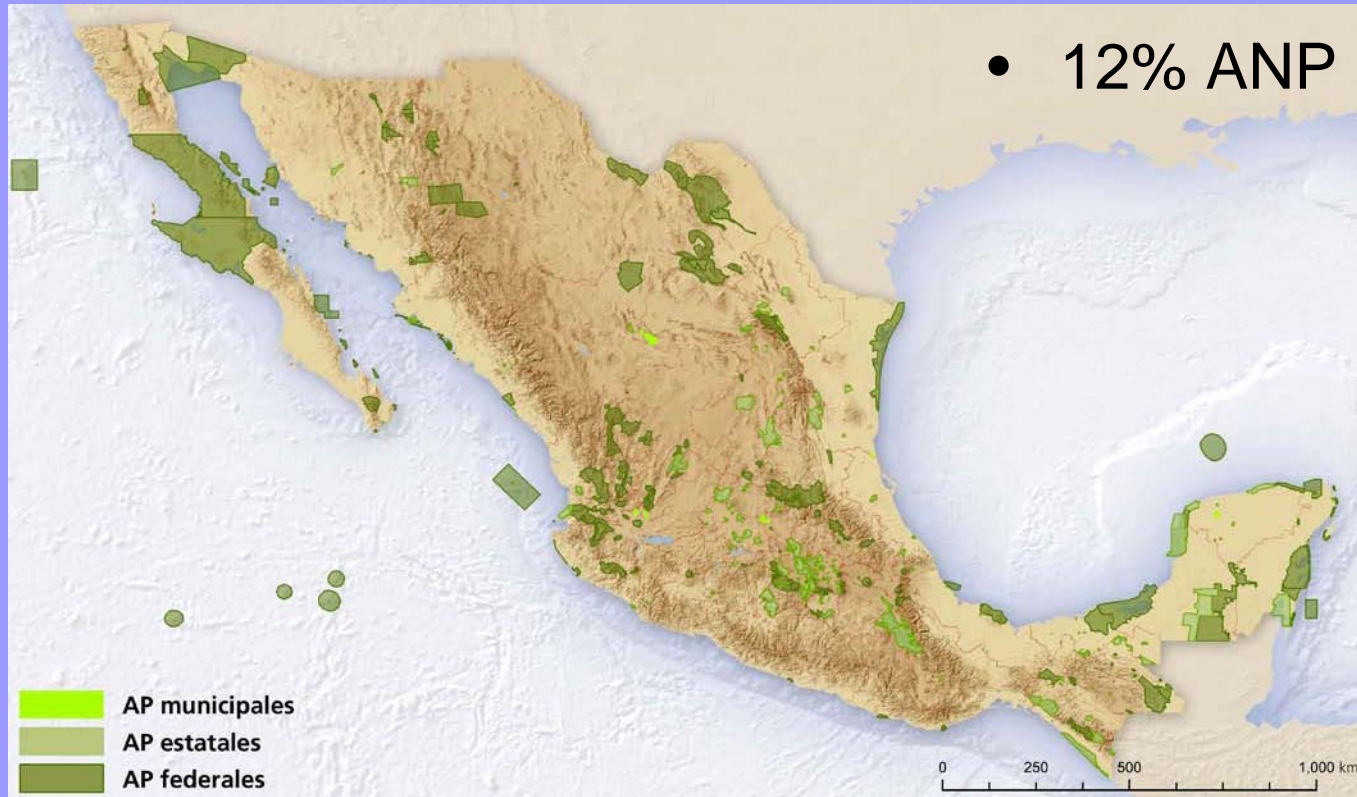 • 12% ANP
AP municipales
AP estatales
AP federales
0 250 500 1,000 km